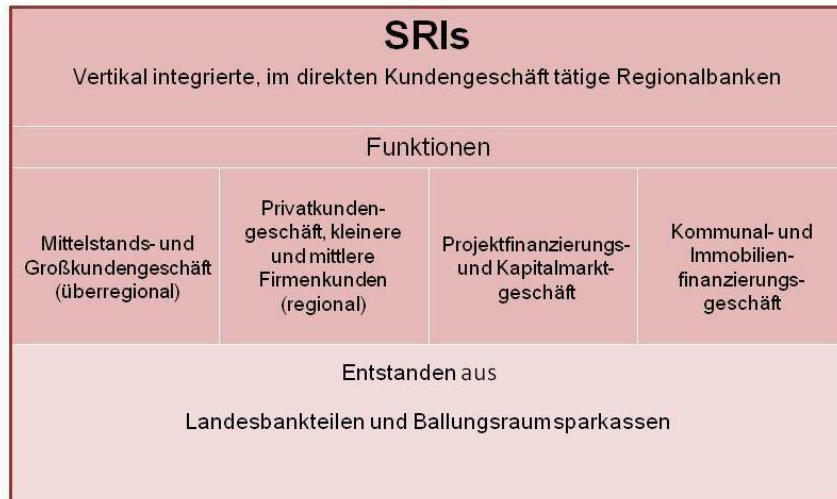 SRIs
Vertikal integrierte, im direkten Kundengeschäft tätige Regionalbanken
Funktionen
Mittelstands- und
Großkundengeschäft
(überregional)
Privatkunden-
geschäft, kleinere
und mittlere
Firmenkunden
(regional)
Projektfinanzierungs-
und Kapitalmarkt-
geschäft
Kommunal- und
Immobilien-
finanzierungs-
geschäft
Entstanden aus
Landesbankteilen und Ballungsraumsparkassen